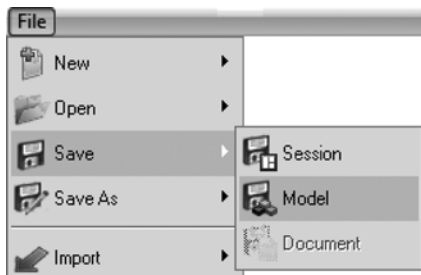 File
New
Open
Save
Session
Save As
Model
Document
Import